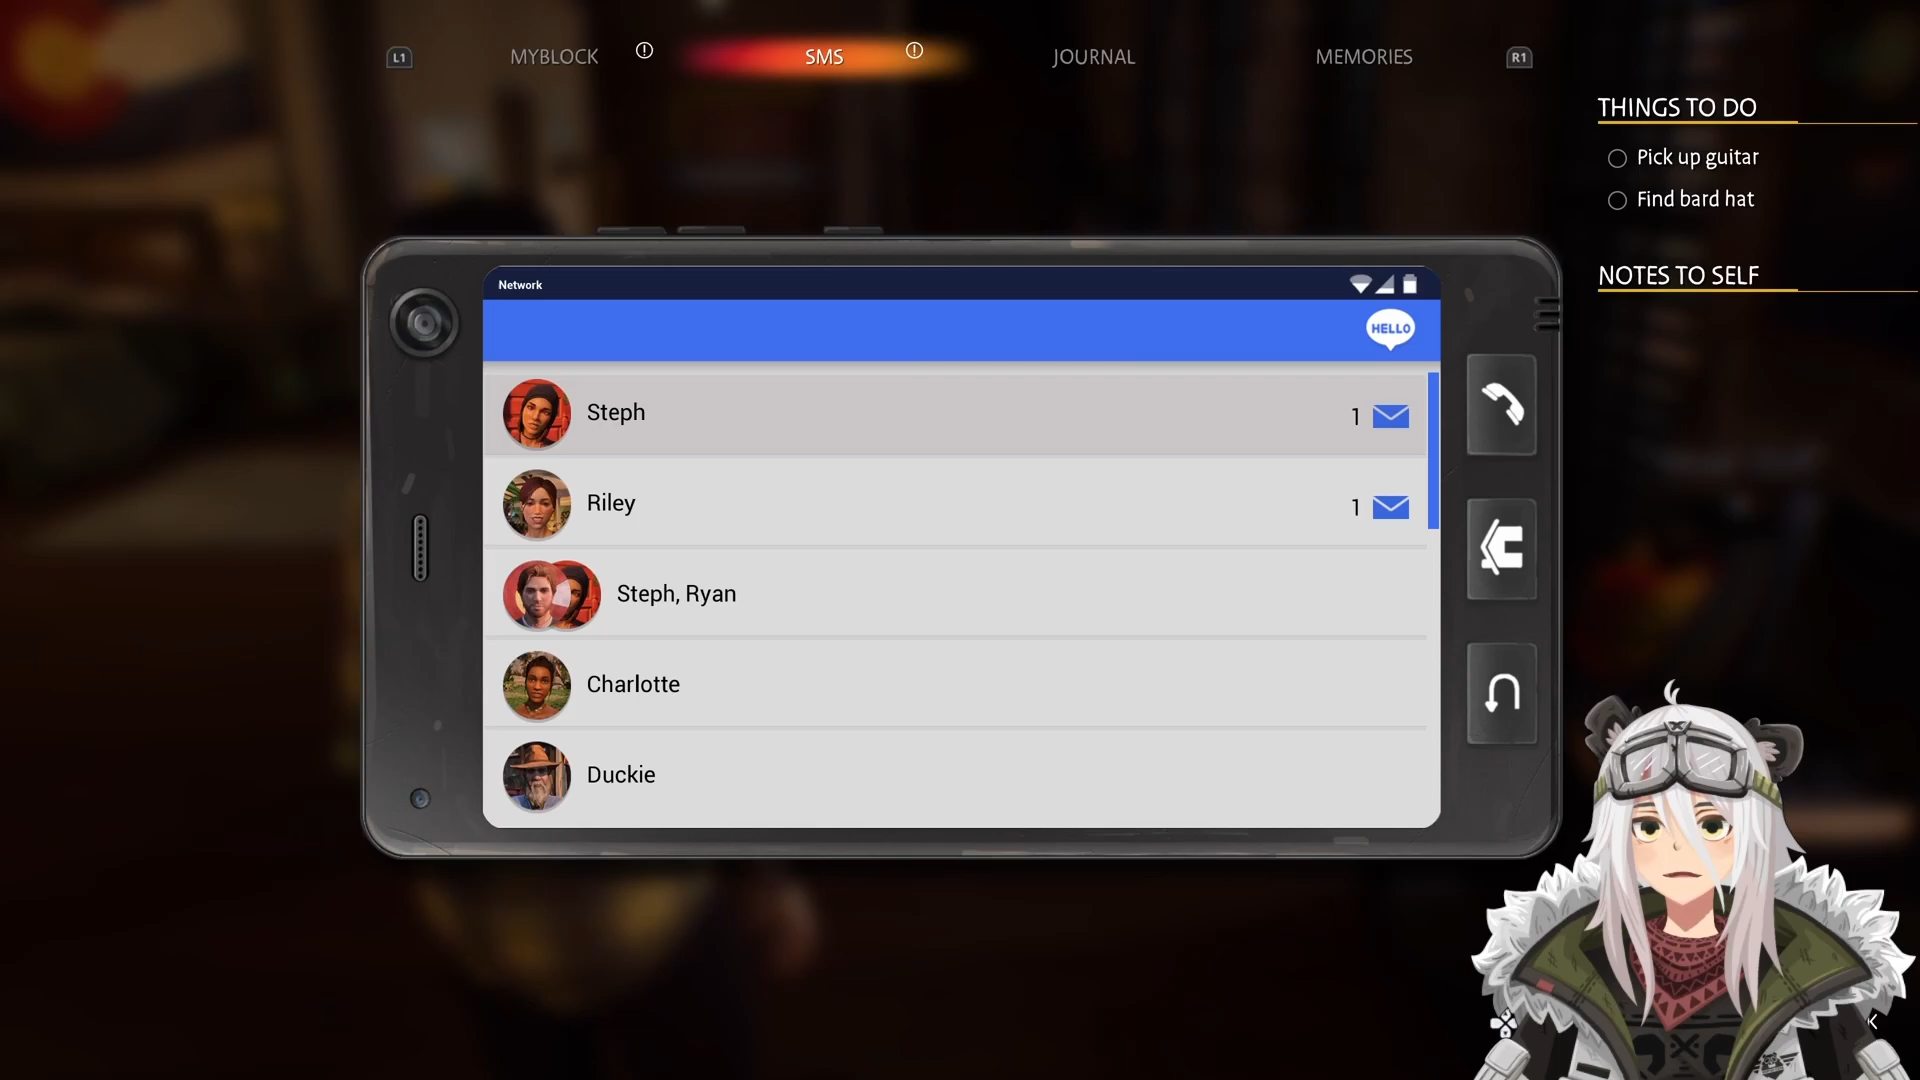 L1
MYBLOCK
SMS
JOURNAL
MEMORIES
R1
THINGS TO DO
Pick up guitar
Find bard hat
NOTES TO SELF
Network
HELLO
Steph
1
Riley
1
Steph, Ryan
Charlotte
Duckie